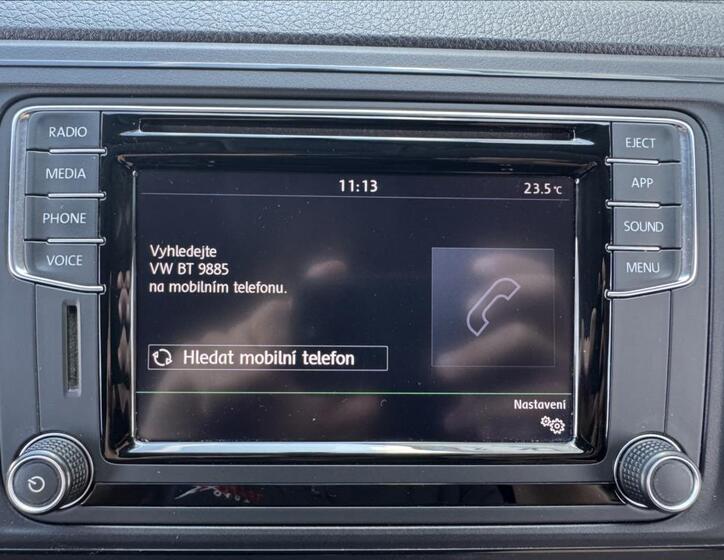 RADIO
MEDIA
PHONE
VOICE
EJECT
APP
SOUND
MENU
11:13
23.5°C
Vyhledejte
VW BT 9885
na mobilním telefonu.
Hledat mobilní telefon
Nastavení